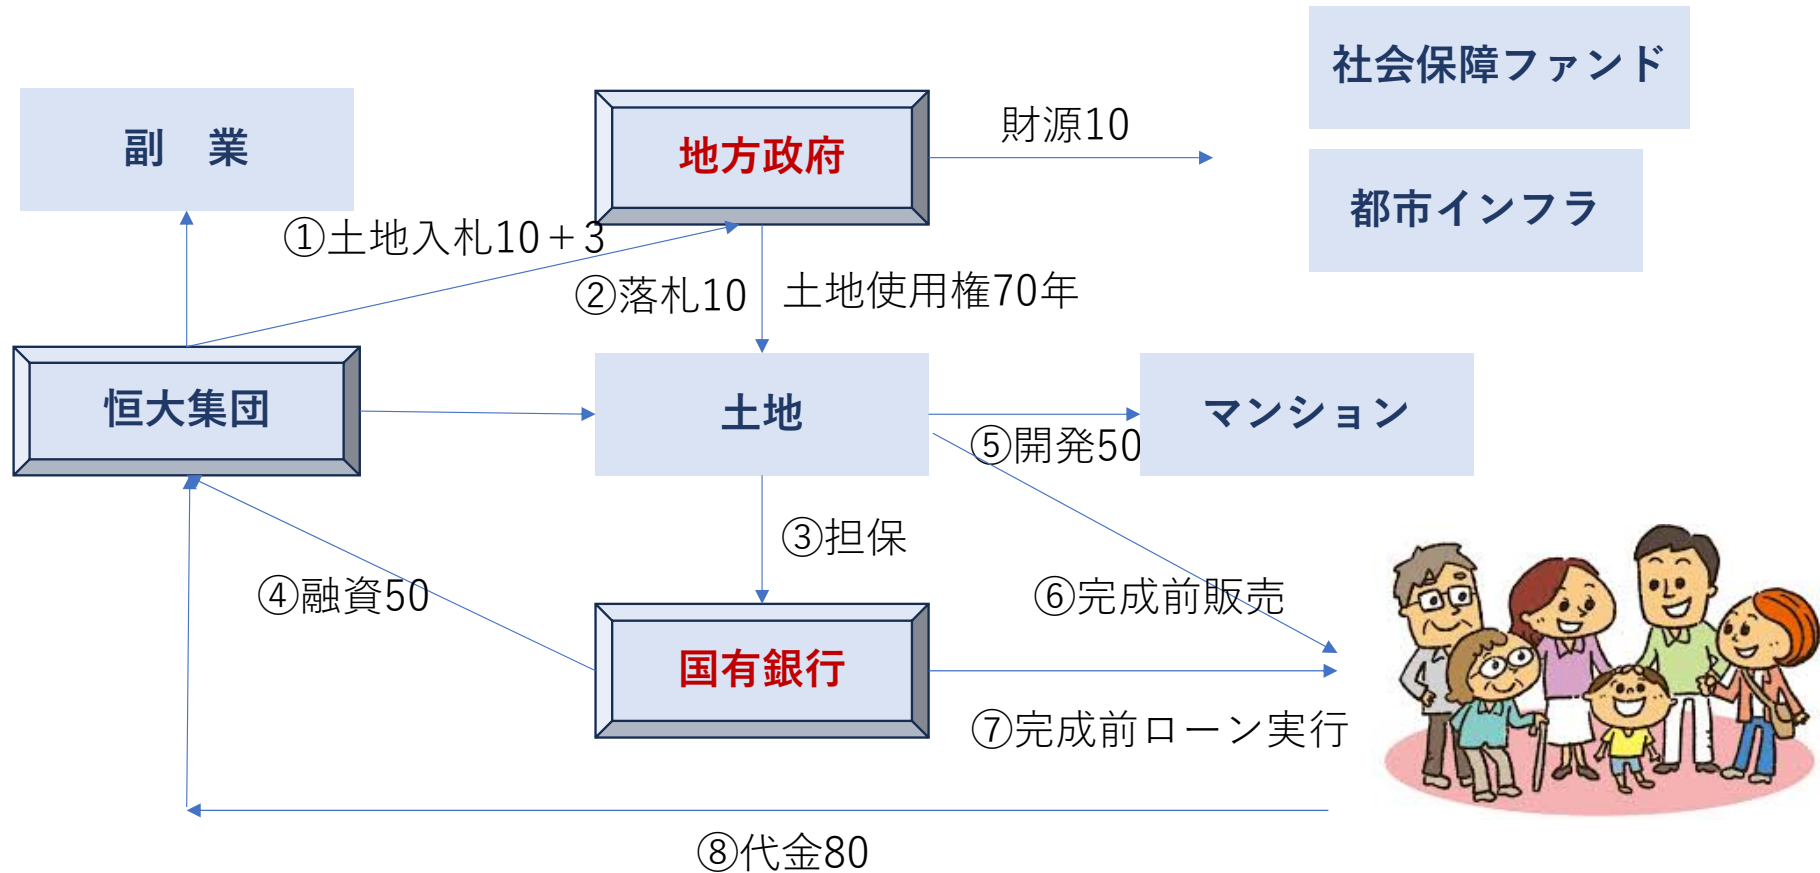 社会保障ファンド
副　業
地方政府
財源10
都市インフラ
①土地入札10＋3
②落札10
土地使用権70年
恒大集団
土地
マンション
⑤開発50
③担保
④融資50
⑥完成前販売
国有銀行
⑦完成前ローン実行
⑧代金80